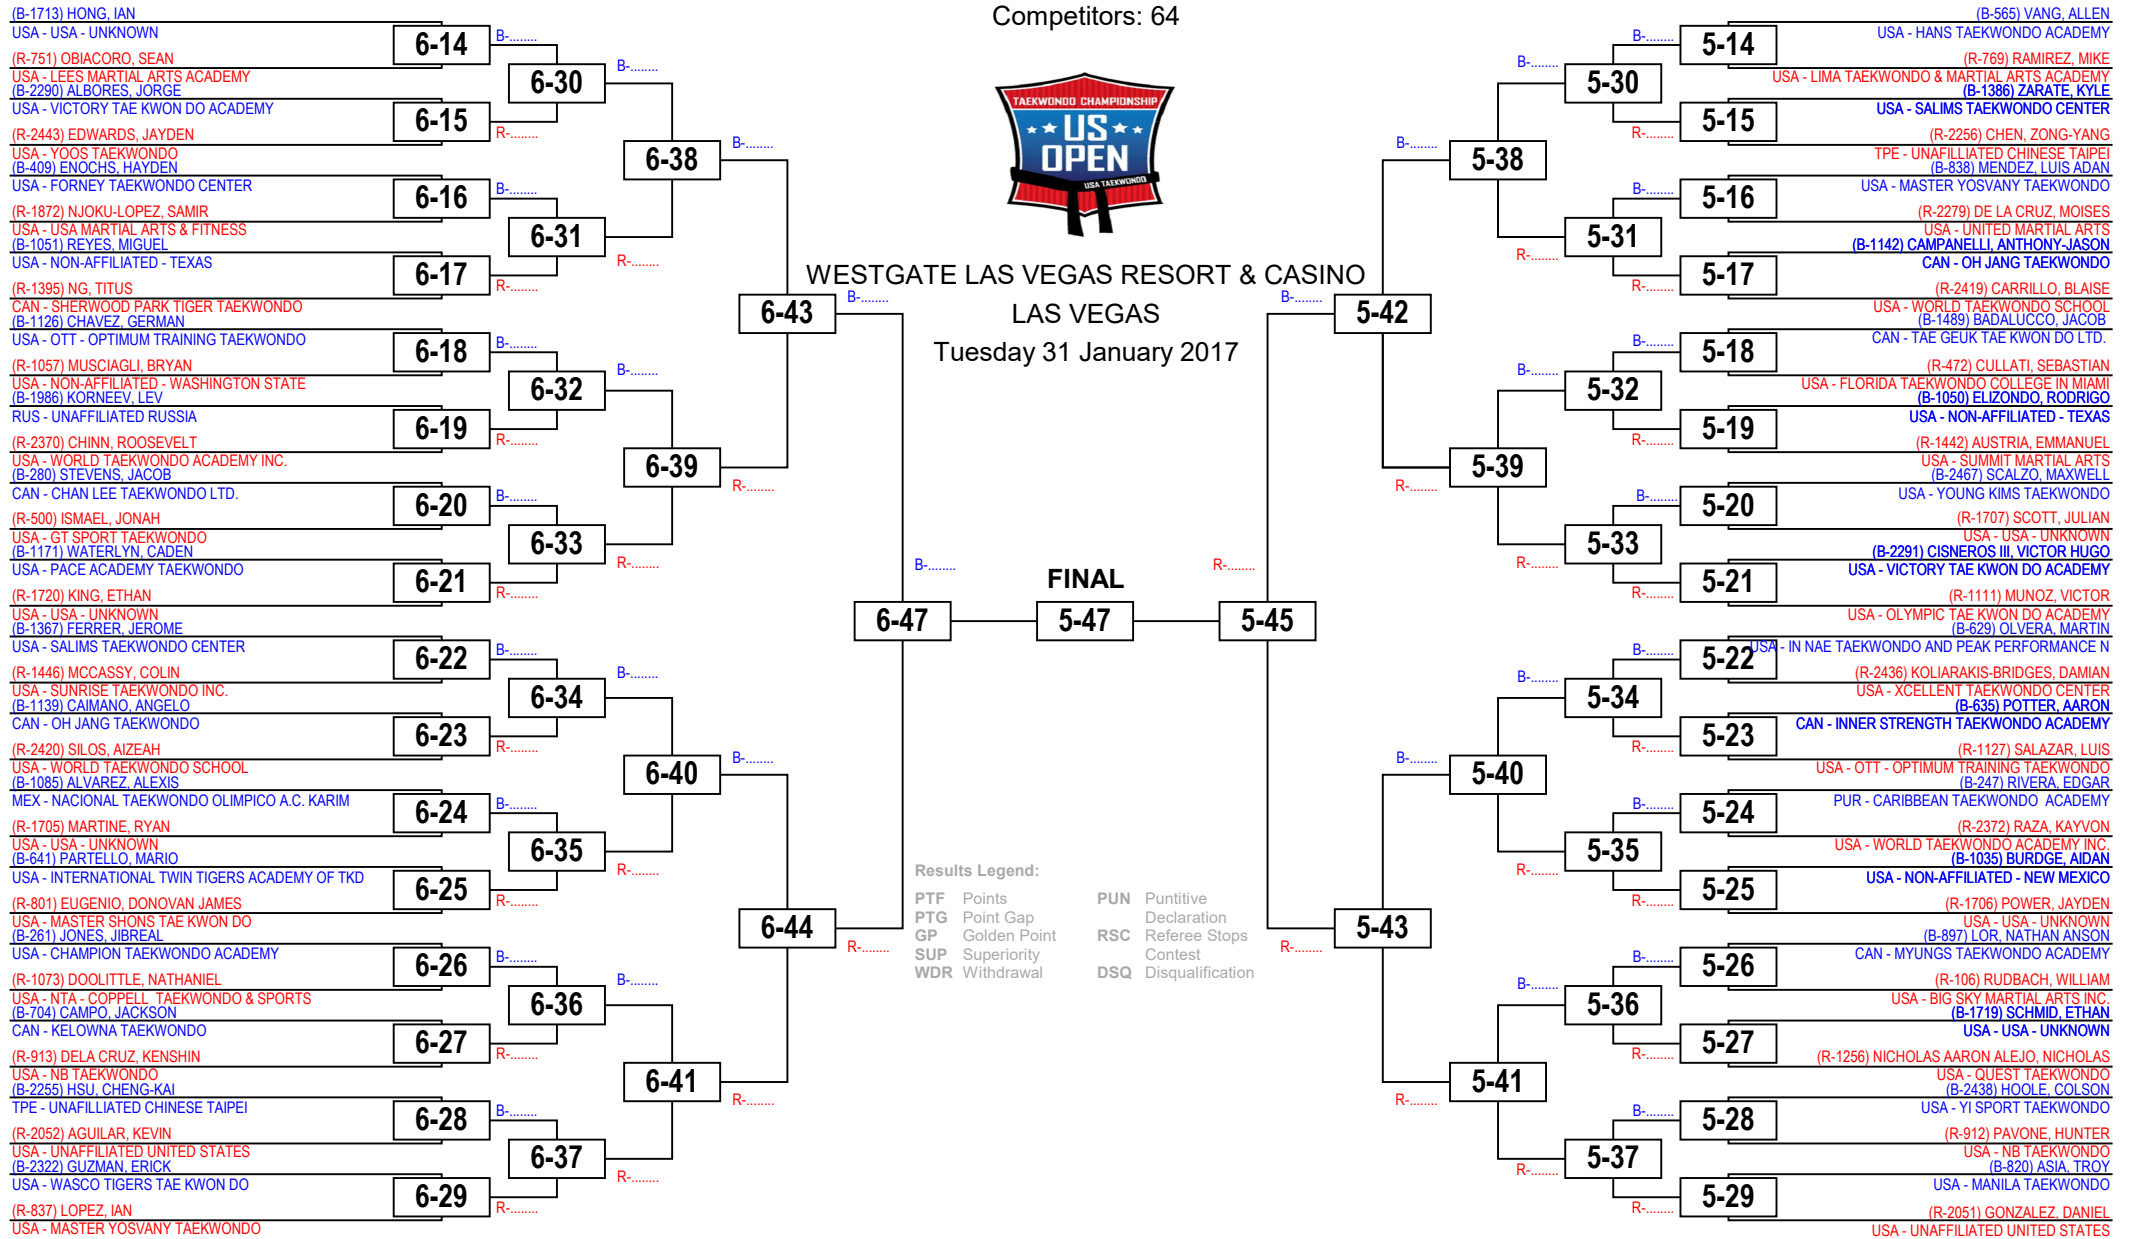 Competitors: 64
TAEKWONDO CHAMPIONSHIP
US
OPEN
USA TAEKWONDO
WESTGATE LAS VEGAS RESORT & CASINO
LAS VEGAS
Tuesday 31 January 2017
(B-1713) HONG, IAN
USA - USA - UNKNOWN
6-14
(R-751) OBIACORO, SEAN
USA - LEES MARTIAL ARTS ACADEMY
(B-2290) ALBORES, JORGE
USA - VICTORY TAE KWON DO ACADEMY
6-15
(R-2443) EDWARDS, JAYDEN
USA - YOOS TAEKWONDO
(B-409) ENOCHS, HAYDEN
USA - FORNEY TAEKWONDO CENTER
6-16
(R-1872) NJOKU-LOPEZ, SAMIR
USA - USA MARTIAL ARTS & FITNESS
(B-1051) REYES, MIGUEL
USA - NON-AFFILIATED - TEXAS
6-17
(R-1395) NG, TITUS
CAN - SHERWOOD PARK TIGER TAEKWONDO
(B-1126) CHAVEZ, GERMAN
USA - OTT - OPTIMUM TRAINING TAEKWONDO
6-18
(R-1057) MUSCIAGLI, BRYAN
USA - NON-AFFILIATED - WASHINGTON STATE
(B-1986) KORNEEV, LEV
RUS - UNAFFILIATED RUSSIA
6-19
(R-2370) CHINN, ROOSEVELT
USA - WORLD TAEKWONDO ACADEMY INC.
(B-280) STEVENS, JACOB
CAN - CHAN LEE TAEKWONDO LTD.
6-20
(R-500) ISMAEL, JONAH
USA - GT SPORT TAEKWONDO
(B-1171) WATERLYN, CADEN
USA - PACE ACADEMY TAEKWONDO
6-21
(R-1720) KING, ETHAN
USA - USA - UNKNOWN
(B-1367) FERRER, JEROME
USA - SALIMS TAEKWONDO CENTER
6-22
(R-1446) MCCASSY, COLIN
USA - SUNRISE TAEKWONDO INC.
(B-1139) CAIMANO, ANGELO
CAN - OH JANG TAEKWONDO
6-23
(R-2420) SILOS, AIZEAH
USA - WORLD TAEKWONDO SCHOOL
(B-1085) ALVAREZ, ALEXIS
MEX - NACIONAL TAEKWONDO OLIMPICO A.C. KARIM
6-24
(R-1705) MARTINE, RYAN
USA - USA - UNKNOWN
(B-641) PARTELLO, MARIO
USA - INTERNATIONAL TWIN TIGERS ACADEMY OF TKD
6-25
(R-801) EUGENIO, DONOVAN JAMES
USA - MASTER SHONS TAE KWON DO
(B-261) JONES, JIBREAL
USA - CHAMPION TAEKWONDO ACADEMY
6-26
(R-1073) DOOLITTLE, NATHANIEL
USA - NTA - COPPELL TAEKWONDO & SPORTS
(B-704) CAMPO, JACKSON
CAN - KELOWNA TAEKWONDO
6-27
(R-913) DELA CRUZ, KENSHIN
USA - NB TAEKWONDO
(B-2255) HSU, CHENG-KAI
TPE - UNAFILLIATED CHINESE TAIPEI
6-28
(R-2052) AGUILAR, KEVIN
USA - UNAFFILIATED UNITED STATES
(B-2322) GUZMAN, ERICK
USA - WASCO TIGERS TAE KWON DO
6-29
(R-837) LOPEZ, IAN
USA - MASTER YOSVANY TAEKWONDO
B-........
6-30
R-........
B-........
6-31
R-........
B-........
6-32
R-........
B-........
6-33
R-........
B-........
6-34
R-........
B-........
6-35
R-........
B-........
6-36
R-........
B-........
6-37
R-........
B-........
6-38
R-........
B-........
6-39
R-........
B-........
6-40
R-........
B-........
6-41
R-........
B-........
6-43
R-........
B-........
6-44
R-........
B-........
6-47
R-........
B-........
FINAL
5-47
R-........
Results Legend:
PTF Points
PTG Point Gap
GP Golden Point
SUP Superiority
WDR Withdrawal
PUN Puntitive
Declaration
RSC Referee Stops
Contest
DSQ Disqualification
B-........
5-45
R-........
B-........
5-42
R-........
B-........
5-43
R-........
B-........
5-38
R-........
B-........
5-39
R-........
B-........
5-40
R-........
B-........
5-41
R-........
B-........
5-30
R-........
B-........
5-31
R-........
B-........
5-32
R-........
B-........
5-33
R-........
B-........
5-34
R-........
B-........
5-35
R-........
B-........
5-36
R-........
B-........
5-37
R-........
(B-565) VANG, ALLEN
USA - HANS TAEKWONDO ACADEMY
5-14
(R-769) RAMIREZ, MIKE
USA - LIMA TAEKWONDO & MARTIAL ARTS ACADEMY
(B-1386) ZARATE, KYLE
USA - SALIMS TAEKWONDO CENTER
5-15
(R-2256) CHEN, ZONG-YANG
TPE - UNAFILLIATED CHINESE TAIPEI
(B-838) MENDEZ, LUIS ADAN
USA - MASTER YOSVANY TAEKWONDO
5-16
(R-2279) DE LA CRUZ, MOISES
USA - UNITED MARTIAL ARTS
(B-1142) CAMPANELLI, ANTHONY-JASON
CAN - OH JANG TAEKWONDO
5-17
(R-2419) CARRILLO, BLAISE
USA - WORLD TAEKWONDO SCHOOL
(B-1489) BADALUCCO, JACOB
CAN - TAE GEUK TAE KWON DO LTD.
5-18
(R-472) CULLATI, SEBASTIAN
USA - FLORIDA TAEKWONDO COLLEGE IN MIAMI
(B-1050) ELIZONDO, RODRIGO
USA - NON-AFFILIATED - TEXAS
5-19
(R-1442) AUSTRIA, EMMANUEL
USA - SUMMIT MARTIAL ARTS
(B-2467) SCALZO, MAXWELL
USA - YOUNG KIMS TAEKWONDO
5-20
(R-1707) SCOTT, JULIAN
USA - USA - UNKNOWN
(B-2291) CISNEROS III, VICTOR HUGO
USA - VICTORY TAE KWON DO ACADEMY
5-21
(R-1111) MUNOZ, VICTOR
USA - OLYMPIC TAE KWON DO ACADEMY
(B-629) OLVERA, MARTIN
USA - IN NAE TAEKWONDO AND PEAK PERFORMANCE N
5-22
(R-2436) KOLIARAKIS-BRIDGES, DAMIAN
USA - XCELLENT TAEKWONDO CENTER
(B-635) POTTER, AARON
CAN - INNER STRENGTH TAEKWONDO ACADEMY
5-23
(R-1127) SALAZAR, LUIS
USA - OTT - OPTIMUM TRAINING TAEKWONDO
(B-247) RIVERA, EDGAR
PUR - CARIBBEAN TAEKWONDO ACADEMY
5-24
(R-2372) RAZA, KAYVON
USA - WORLD TAEKWONDO ACADEMY INC.
(B-1035) BURDGE, AIDAN
USA - NON-AFFILIATED - NEW MEXICO
5-25
(R-1706) POWER, JAYDEN
USA - USA - UNKNOWN
(B-897) LOR, NATHAN ANSON
CAN - MYUNGS TAEKWONDO ACADEMY
5-26
(R-106) RUDBACH, WILLIAM
USA - BIG SKY MARTIAL ARTS INC.
(B-1719) SCHMID, ETHAN
USA - USA - UNKNOWN
5-27
(R-1256) NICHOLAS AARON ALEJO, NICHOLAS
USA - QUEST TAEKWONDO
(B-2438) HOOLE, COLSON
USA - YI SPORT TAEKWONDO
5-28
(R-912) PAVONE, HUNTER
USA - NB TAEKWONDO
(B-820) ASIA, TROY
USA - MANILA TAEKWONDO
5-29
(R-2051) GONZALEZ, DANIEL
USA - UNAFFILIATED UNITED STATES